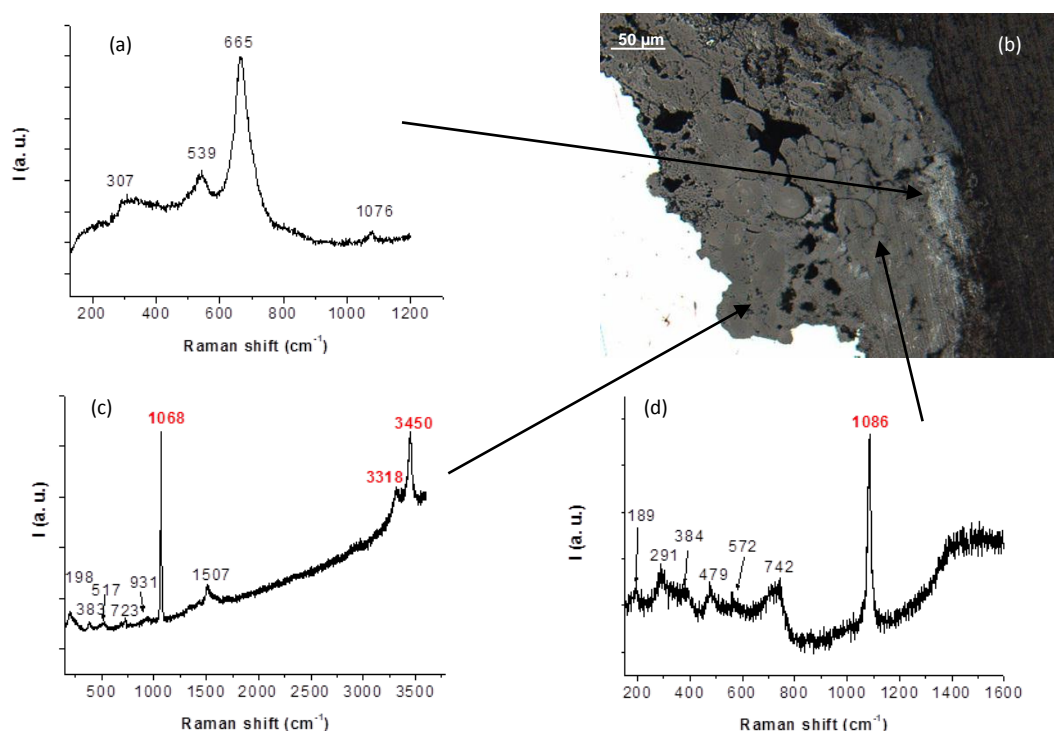 (a)
665
539
307
1076
I (a. u.)
200 400 600 800 1000 1200
Raman shift (cm⁻¹)
50 µm
(b)
(c)
1068
3450
3318
1507
198
383
517
723
931
I (a. u.)
500 1000 1500 2000 2500 3000 3500
Raman shift (cm⁻¹)
(d)
1086
189
291
384
479
572
742
I (a. u.)
200 400 600 800 1000 1200 1400 1600
Raman shift (cm⁻¹)